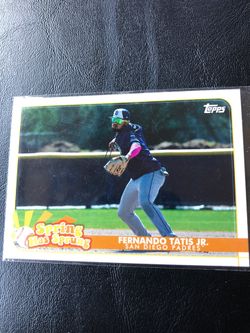 Topps
Spring
Has Sprung
FERNANDO TATIS JR.
SAN DIEGO PADRES